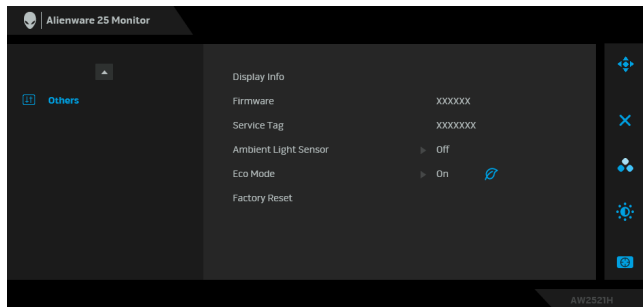 Alienware 25 Monitor
Others
Display Info
Firmware XXXXXX
Service Tag XXXXXXX
Ambient Light Sensor Off
Eco Mode On
Factory Reset
AW2521H